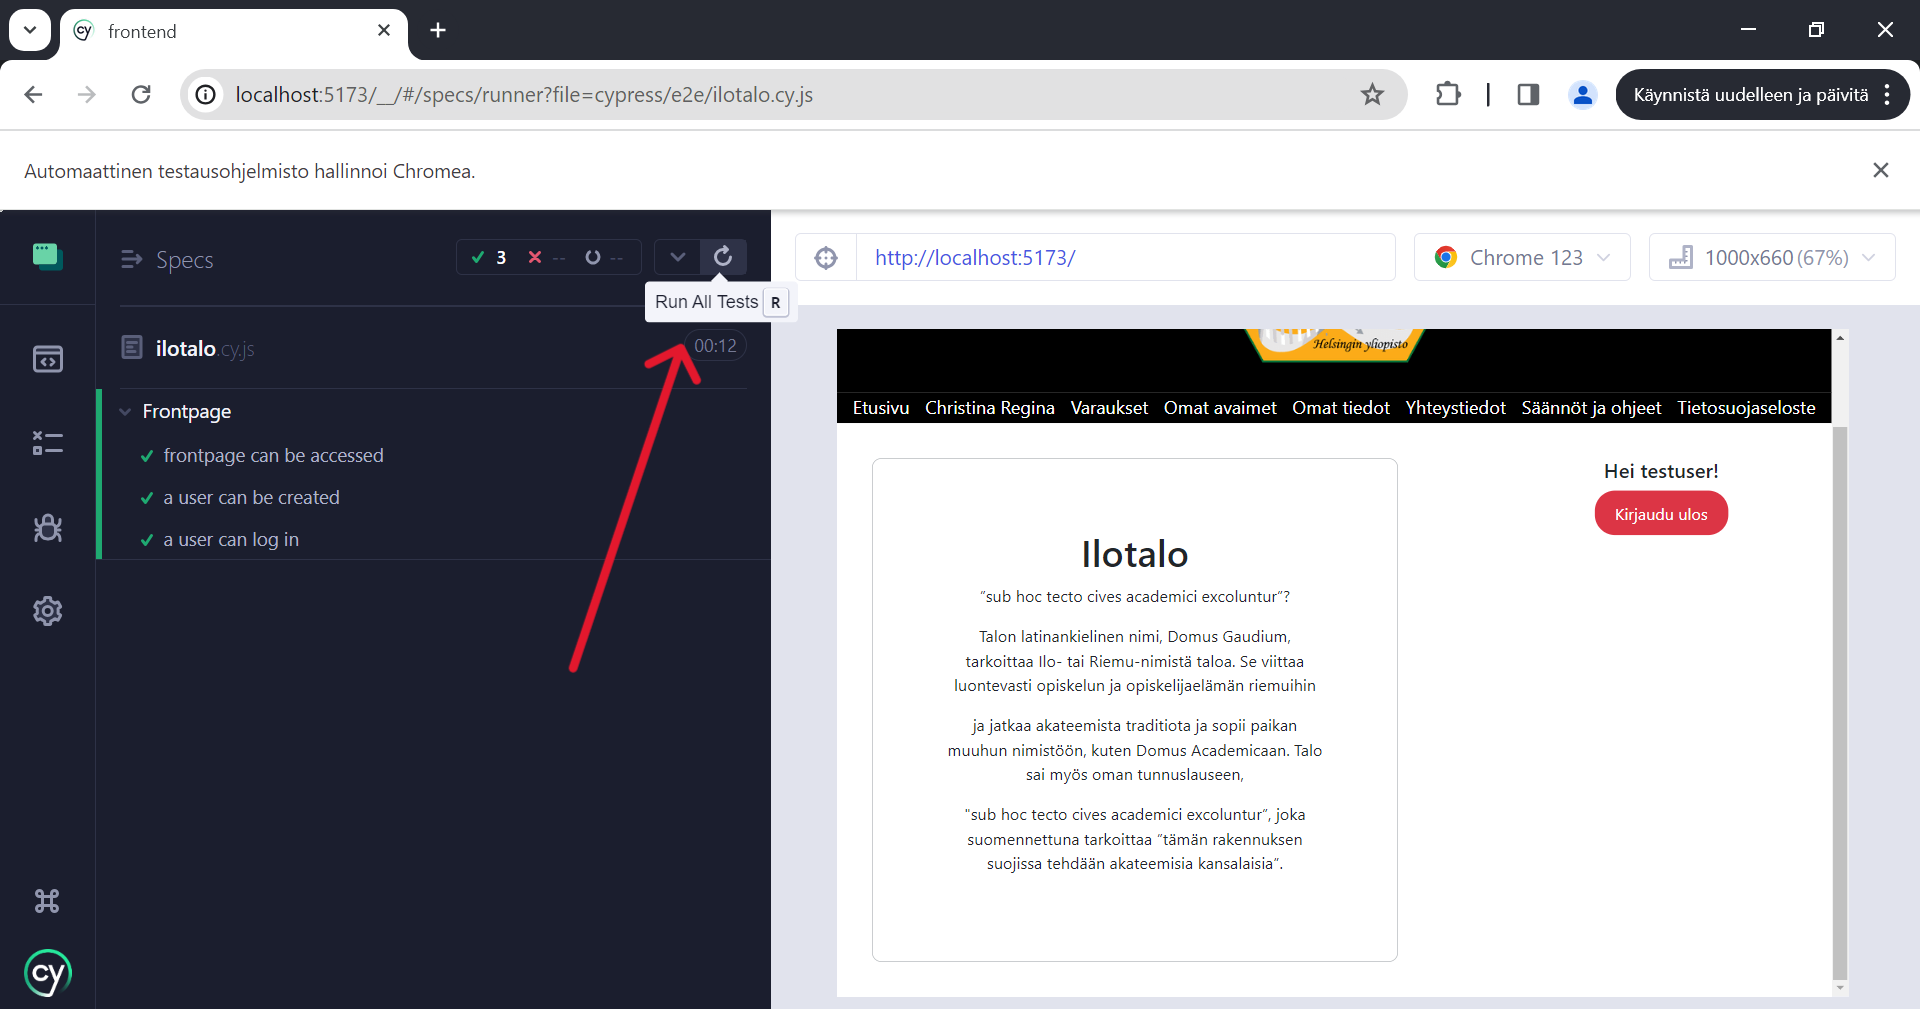 frontend
localhost:5173/__/#/specs/runner?file=cypress/e2e/ilotalo.cy.js
Käynnistä uudelleen ja päivitä
Automaattinen testausohjelmisto hallinnoi Chromea.
Specs
3 -- --
Run All Tests R
http://localhost:5173/
Chrome 123
1000x660 (67%)
ilotalo.cy.js
00:12
Frontpage
frontpage can be accessed
a user can be created
a user can log in
cy
Helsingin yliopisto
Etusivu Christina Regina Varaukset Omat avaimet Omat tiedot Yhteystiedot Säännöt ja ohjeet Tietosuojaseloste
Ilotalo
"sub hoc tecto cives academici excoluntur"?
Talon latinankielinen nimi, Domus Gaudium,
tarkoittaa Ilo- tai Riemu-nimistä taloa. Se viittaa
luontevasti opiskelun ja opiskelijaelämän riemuihin
ja jatkaa akateemista traditiota ja sopii paikan
muuhun nimistöön, kuten Domus Academicaan. Talo
sai myös oman tunnuslauseen,
"sub hoc tecto cives academici excoluntur", joka
suomennettuna tarkoittaa "tämän rakennuksen
suojissa tehdään akateemisia kansalaisia".
Hei testuser!
Kirjaudu ulos